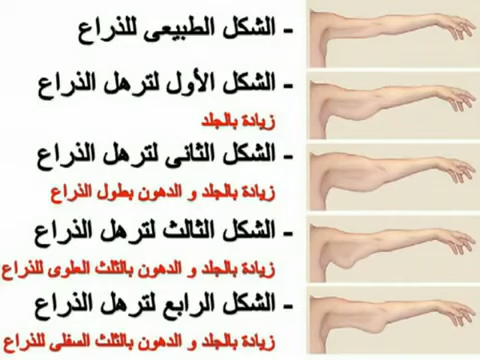 - الشكل الطبيعى للذراع
- الشكل الأول لترهل الذراع
زيادة بالجلد
- الشكل الثانى لترهل الذراع
زيادة بالجلد و الدهون بطول الذراع
- الشكل الثالث لترهل الذراع
زيادة بالجلد و الدهون بالثلث العلوى للذراع
- الشكل الرابع لترهل الذراع
زيادة بالجلد و الدهون بالثلث السفلى للذراع